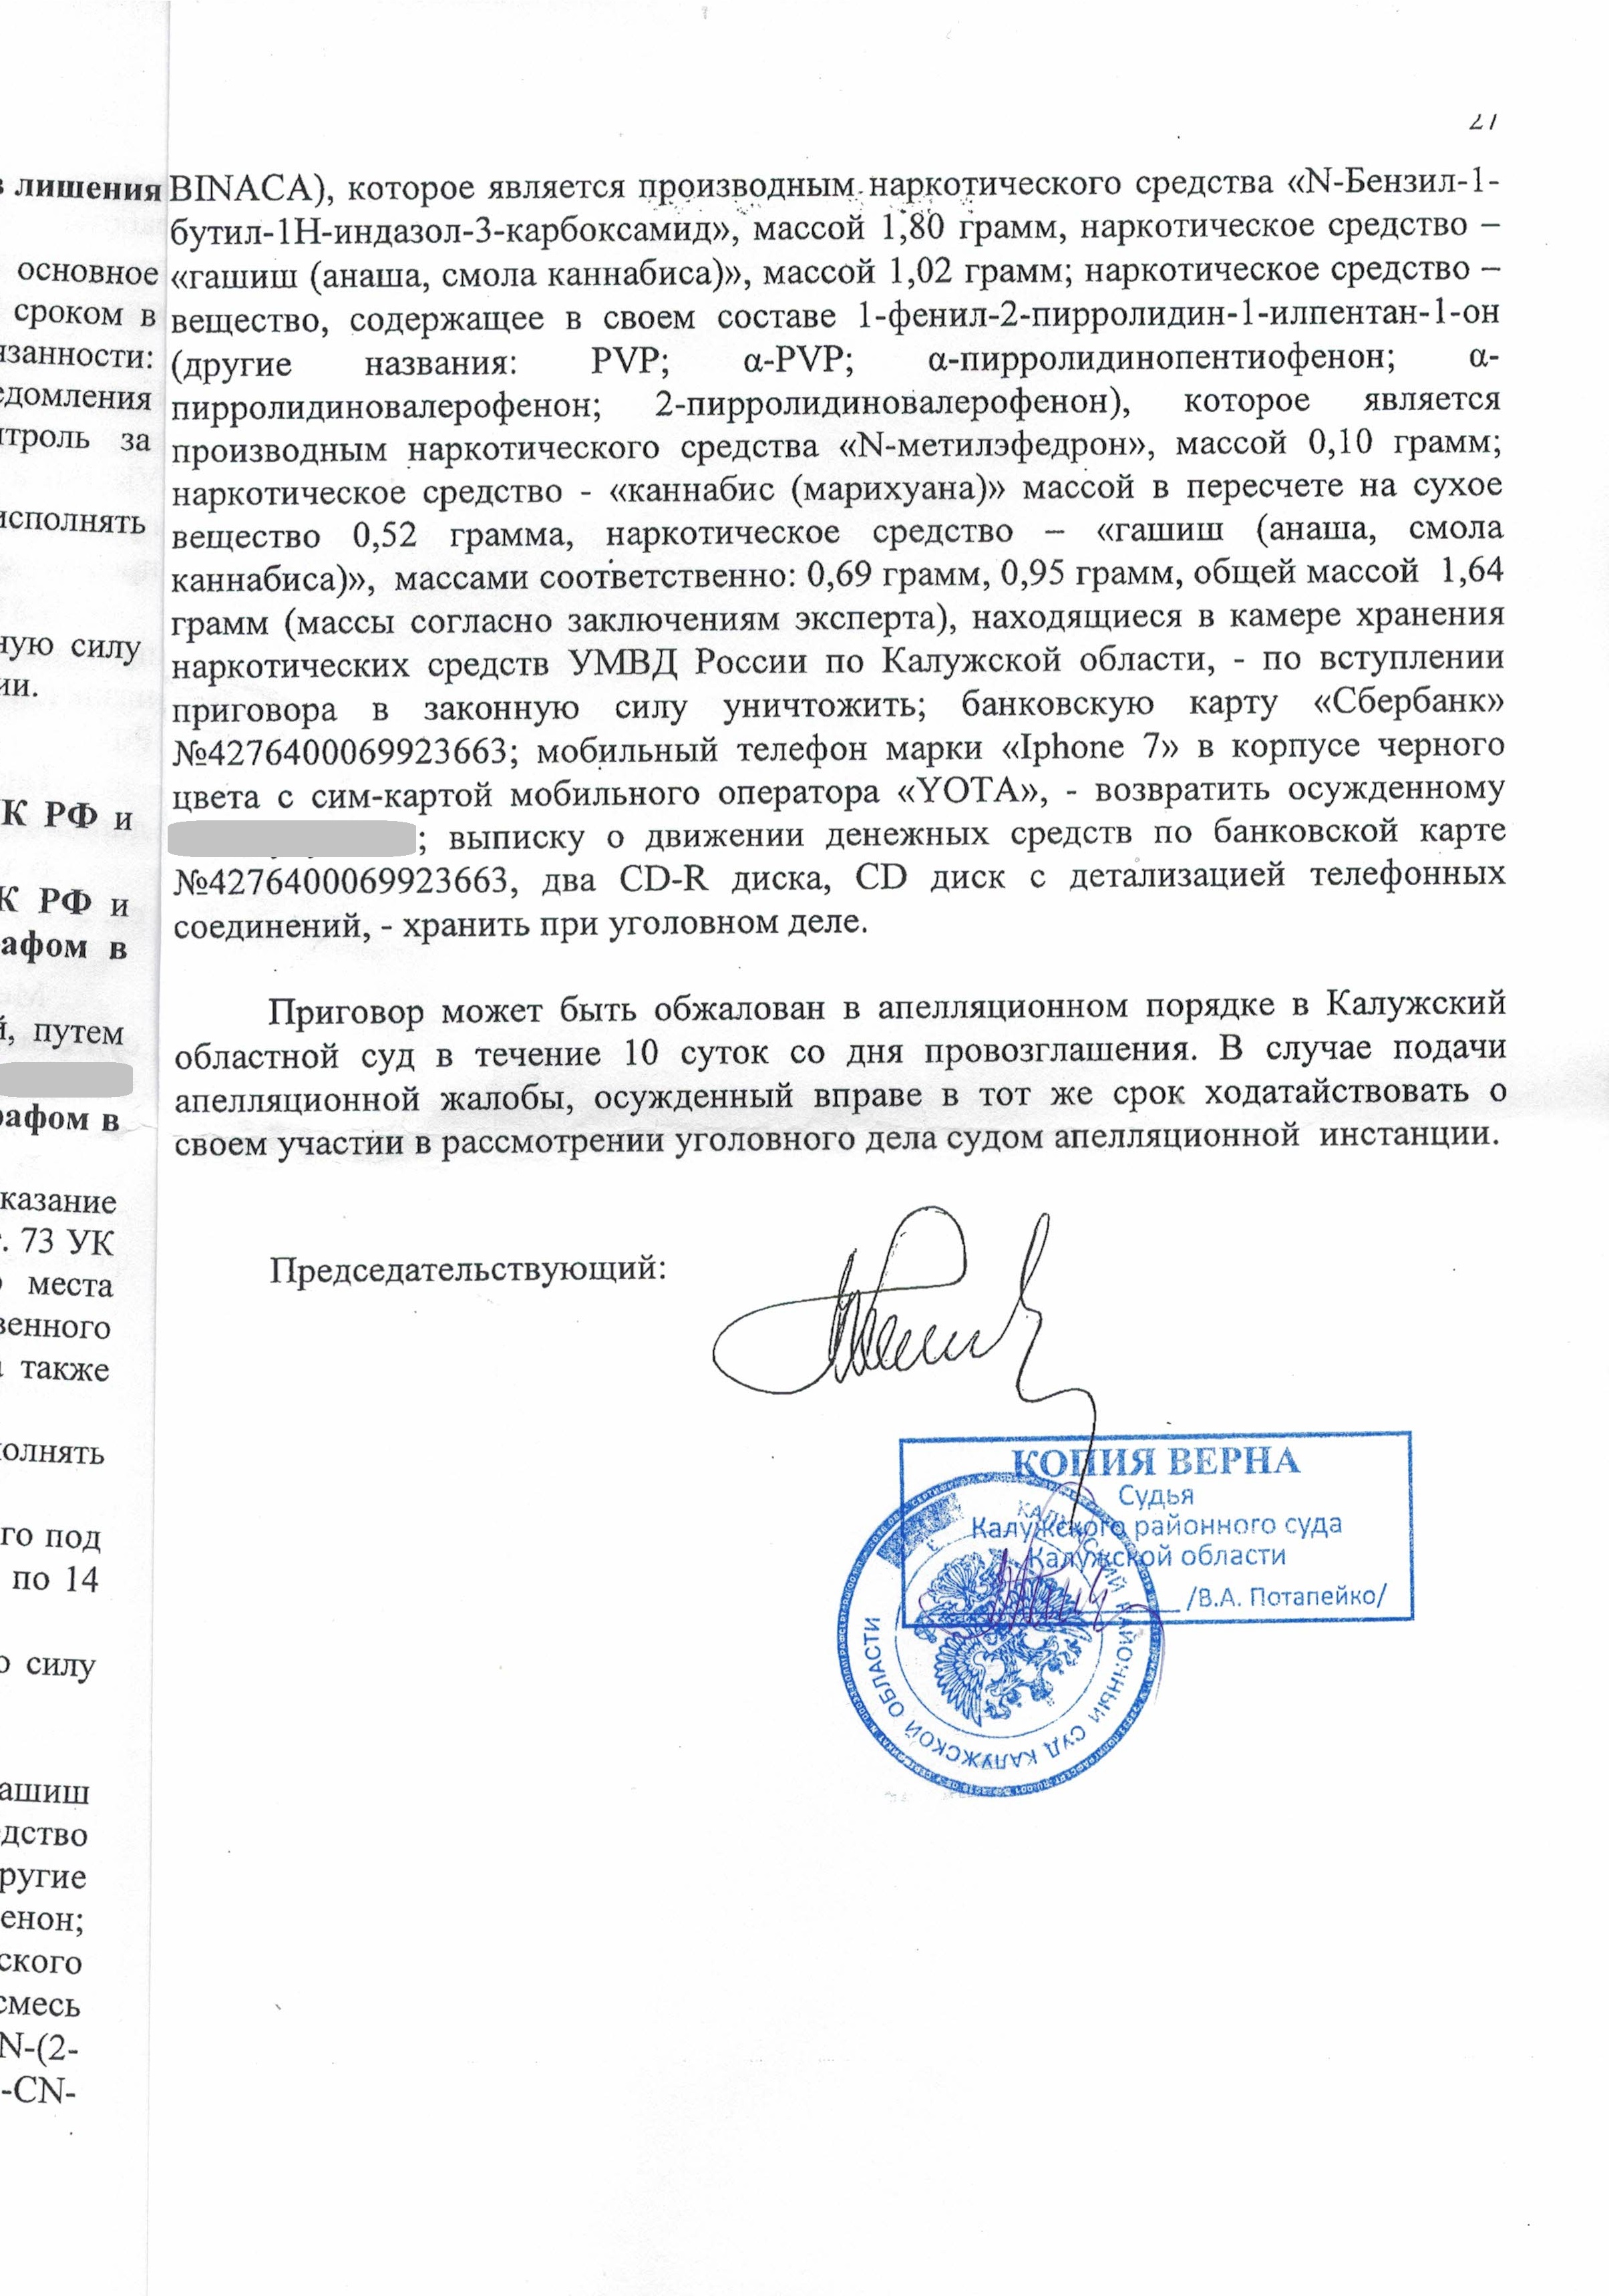 в лишения
основное
сроком в
занности:
едомления
троль за
исполнять
ную силу
ии.
К РФ и
К РФ и
афом в
й, путем
рафом в
казание
т. 73 УК
места
венного
также
полнять
го под
по 14
о силу
ашиш
дство
ругие
енон;
ского
смесь
N-(2-
-CN-
BINACA), которое является производным наркотического средства «N-Бензил-1-
бутил-1Н-индазол-3-карбоксамид», массой 1,80 грамм, наркотическое средство –
«гашиш (анаша, смола каннабиса)», массой 1,02 грамм; наркотическое средство –
вещество, содержащее в своем составе 1-фенил-2-пирролидин-1-илпентан-1-он
(другие названия: PVP; α-PVP; α-пирролидинопентиофенон; α-
пирролидиновалерофенон; 2-пирролидиновалерофенон), которое является
производным наркотического средства «N-метилэфедрон», массой 0,10 грамм;
наркотическое средство - «каннабис (марихуана)» массой в пересчете на сухое
вещество 0,52 грамма, наркотическое средство – «гашиш (анаша, смола
каннабиса)», массами соответственно: 0,69 грамм, 0,95 грамм, общей массой 1,64
грамм (массы согласно заключениям эксперта), находящиеся в камере хранения
наркотических средств УМВД России по Калужской области, - по вступлении
приговора в законную силу уничтожить; банковскую карту «Сбербанк»
№4276400069923663; мобильный телефон марки «Iphone 7» в корпусе черного
цвета с сим-картой мобильного оператора «YOTA», - возвратить осужденному
; выписку о движении денежных средств по банковской карте
№4276400069923663, два CD-R диска, CD диск с детализацией телефонных
соединений, - хранить при уголовном деле.
Приговор может быть обжалован в апелляционном порядке в Калужский
областной суд в течение 10 суток со дня провозглашения. В случае подачи
апелляционной жалобы, осужденный вправе в тот же срок ходатайствовать о
своем участии в рассмотрении уголовного дела судом апелляционной инстанции.
Председательствующий:
КОПИЯ ВЕРНА
Судья
Калужского районного суда
Калужской области
/В.А. Потапейко/
КАЛУЖСКИЙ РАЙОННЫЙ СУД КАЛУЖСКОЙ ОБЛАСТИ